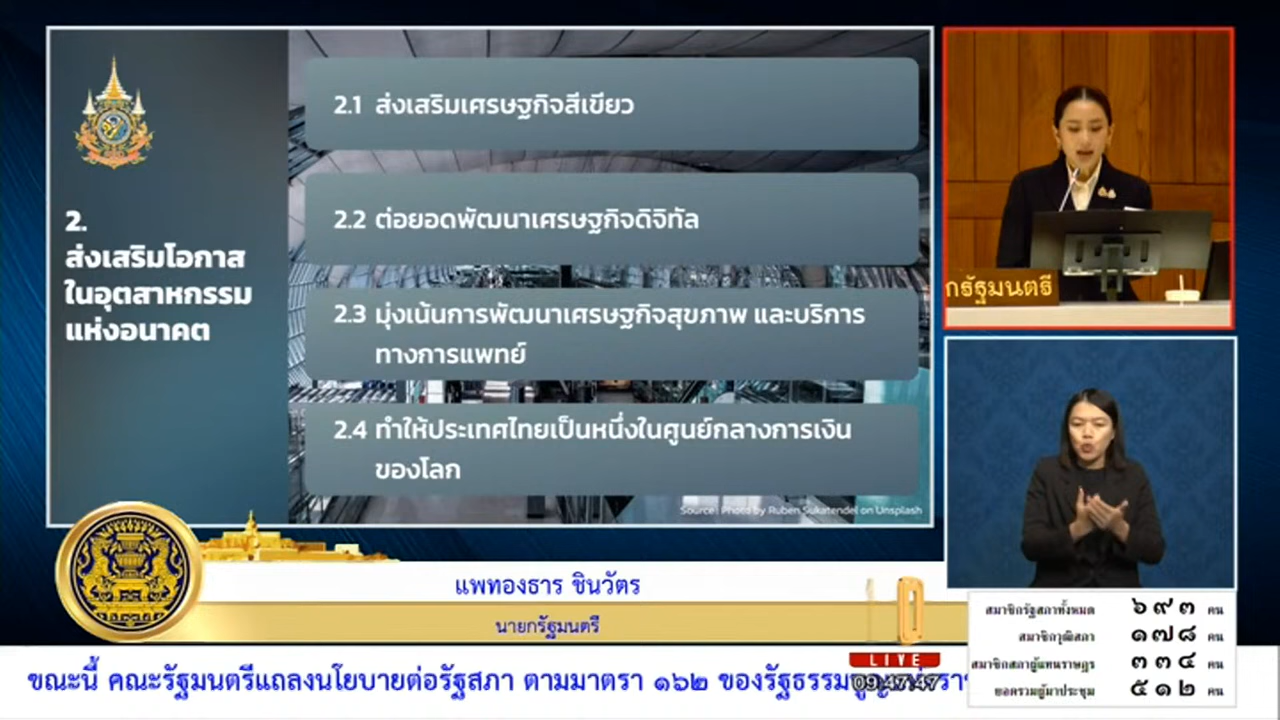 2.
ส่งเสริมโอกาส
ในอุตสาหกรรม
แห่งอนาคต
2.1 ส่งเสริมเศรษฐกิจสีเขียว
2.2 ต่อยอดพัฒนาเศรษฐกิจดิจิทัล
2.3 มุ่งเน้นการพัฒนาเศรษฐกิจสุขภาพ และบริการ
ทางการแพทย์
2.4 ทำให้ประเทศไทยเป็นหนึ่งในศูนย์กลางการเงิน
ของโลก
Source : Photo by Ruben Sukatendel on Unsplash
กรัฐมนตรี
แพทองธาร ชินวัตร
นายกรัฐมนตรี
10
LIVE
09:47:47
สมาชิกรัฐสภาทั้งหมด ๖๙๓ คน
สมาชิกวุฒิสภา ๑๗๘ คน
สมาชิกสภาผู้แทนราษฎร ๓๓๔ คน
ยอดรวมผู้มาประชุม ๕๑๒ คน
ขณะนี้ คณะรัฐมนตรีแถลงนโยบายต่อรัฐสภา ตามมาตรา ๑๖๒ ของรัฐธรรมนูญ